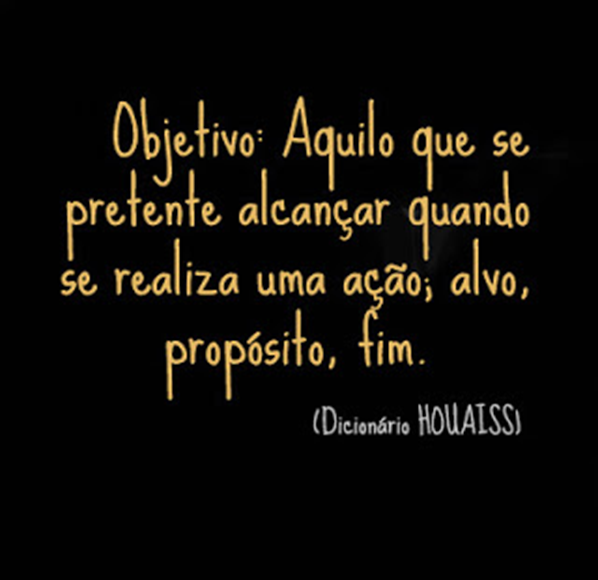 Objetivo: Aquilo que se
pretente alcançar quando
se realiza uma ação; alvo,
propósito, fim.
(Dicionário HOUAISS)